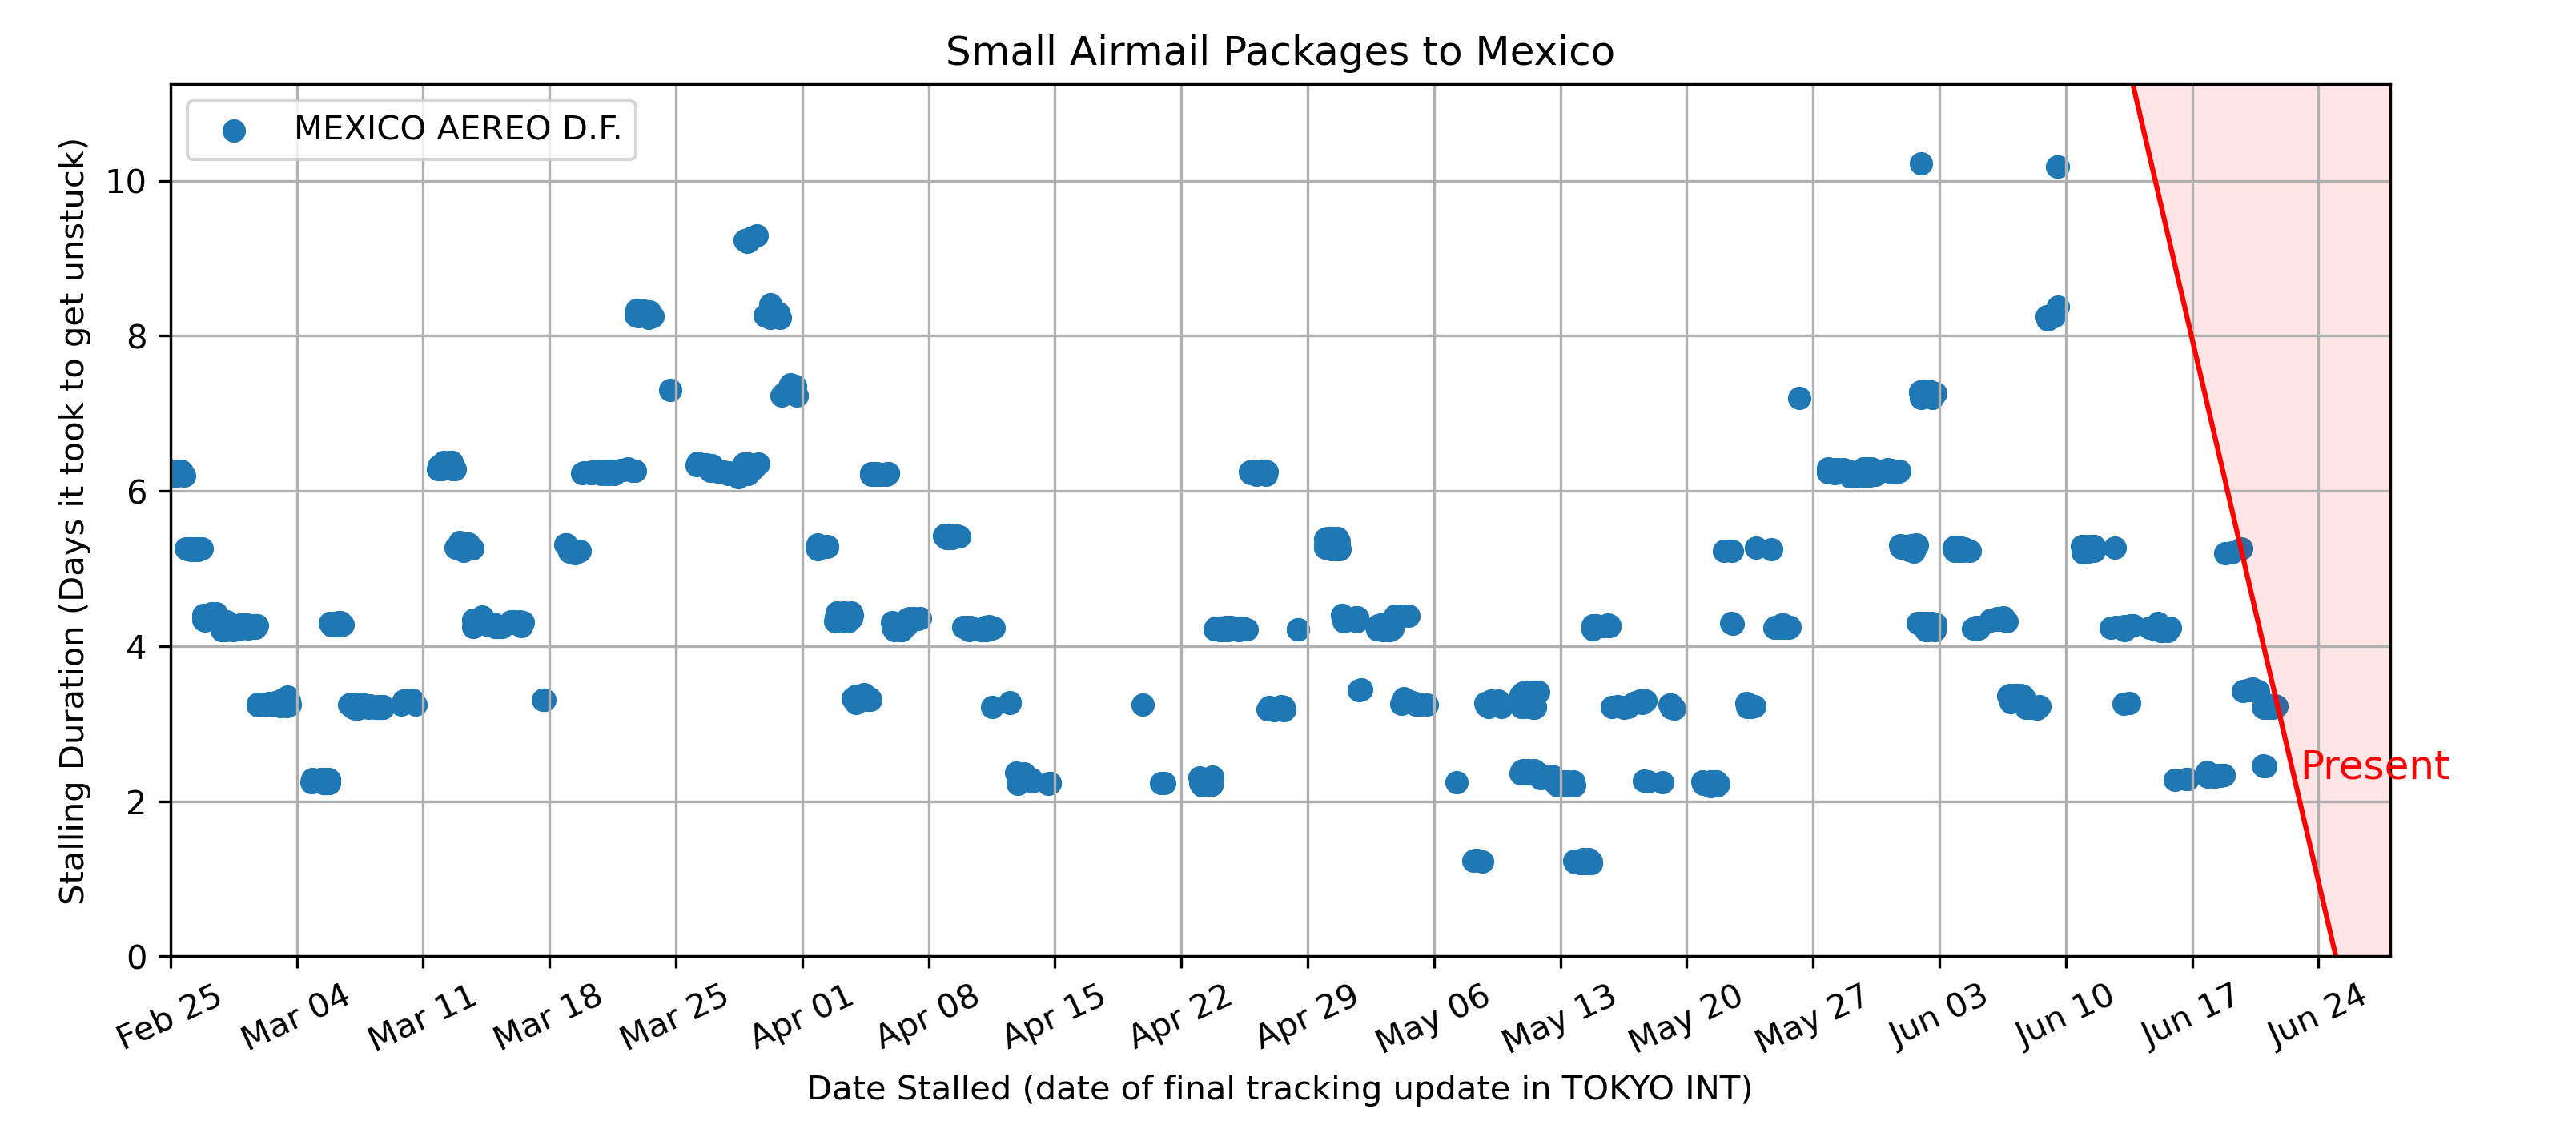 Small Airmail Packages to Mexico
MEXICO AEREO D.F.
Stalling Duration (Days it took to get unstuck)
10
8
6
4
2
0
Present
Feb 25
Mar 04
Mar 11
Mar 18
Mar 25
Apr 01
Apr 08
Apr 15
Apr 22
Apr 29
May 06
May 13
May 20
May 27
Jun 03
Jun 10
Jun 17
Jun 24
Date Stalled (date of final tracking update in TOKYO INT)